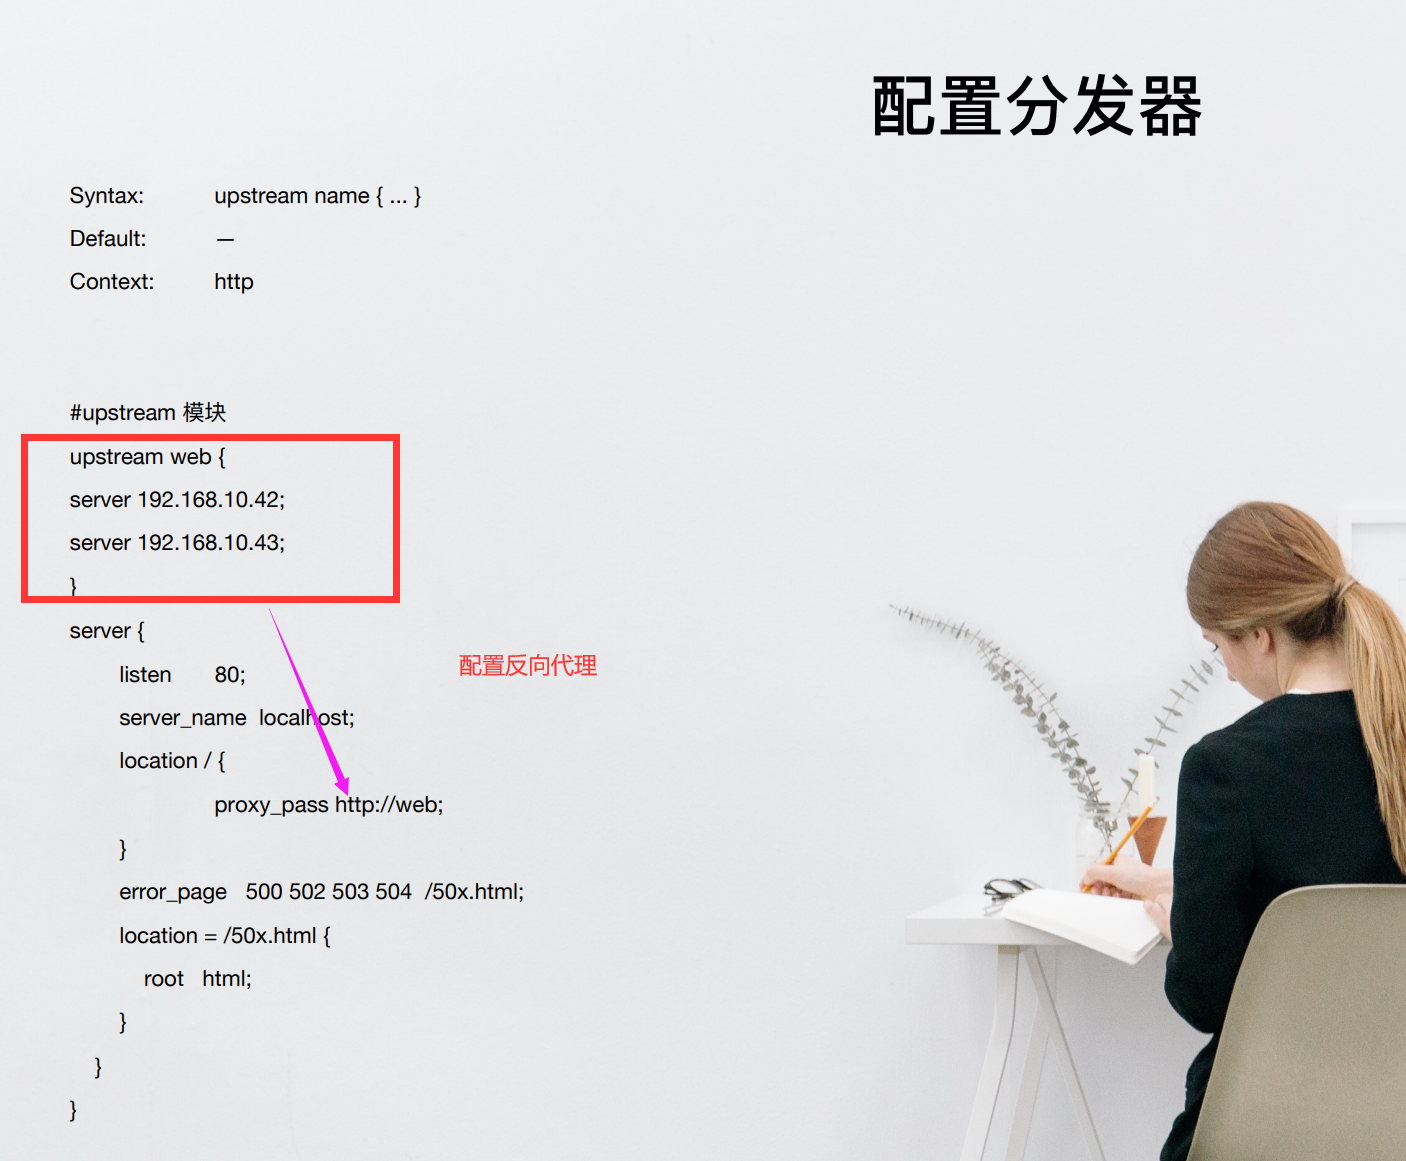 配置分发器
Syntax: upstream name { ... }
Default: —
Context: http
#upstream 模块
upstream web {
server 192.168.10.42;
server 192.168.10.43;
}
server {
listen 80;
配置反向代理
server_name localhost;
location / {
proxy_pass http://web;
}
error_page 500 502 503 504 /50x.html;
location = /50x.html {
root html;
}
}
}